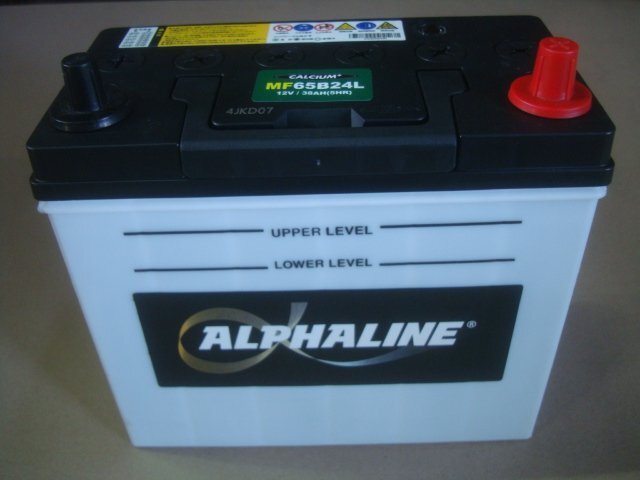 CALCIUM+
MF65B24L
12V / 36AH(5HR)
4JKD07
UPPER LEVEL
LOWER LEVEL
ALPHALINE®